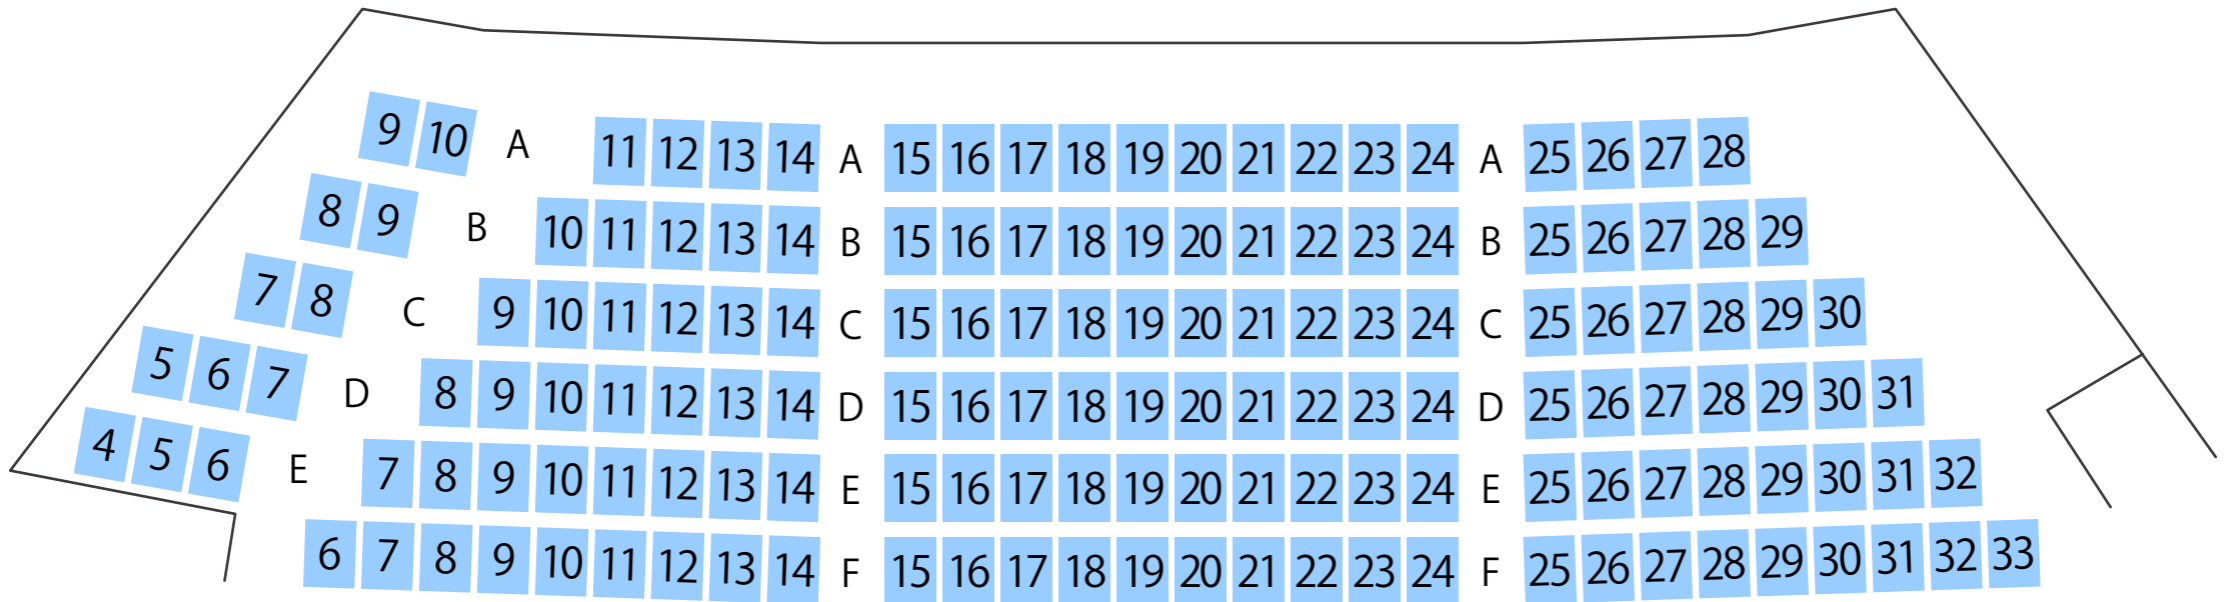 9 10 A 11 12 13 14 A 15 16 17 18 19 20 21 22 23 24 A 25 26 27 28
8 9 B 10 11 12 13 14 B 15 16 17 18 19 20 21 22 23 24 B 25 26 27 28 29
7 8 C 9 10 11 12 13 14 C 15 16 17 18 19 20 21 22 23 24 C 25 26 27 28 29 30
5 6 7 D 8 9 10 11 12 13 14 D 15 16 17 18 19 20 21 22 23 24 D 25 26 27 28 29 30 31
4 5 6 E 7 8 9 10 11 12 13 14 E 15 16 17 18 19 20 21 22 23 24 E 25 26 27 28 29 30 31 32
6 7 8 9 10 11 12 13 14 F 15 16 17 18 19 20 21 22 23 24 F 25 26 27 28 29 30 31 32 33